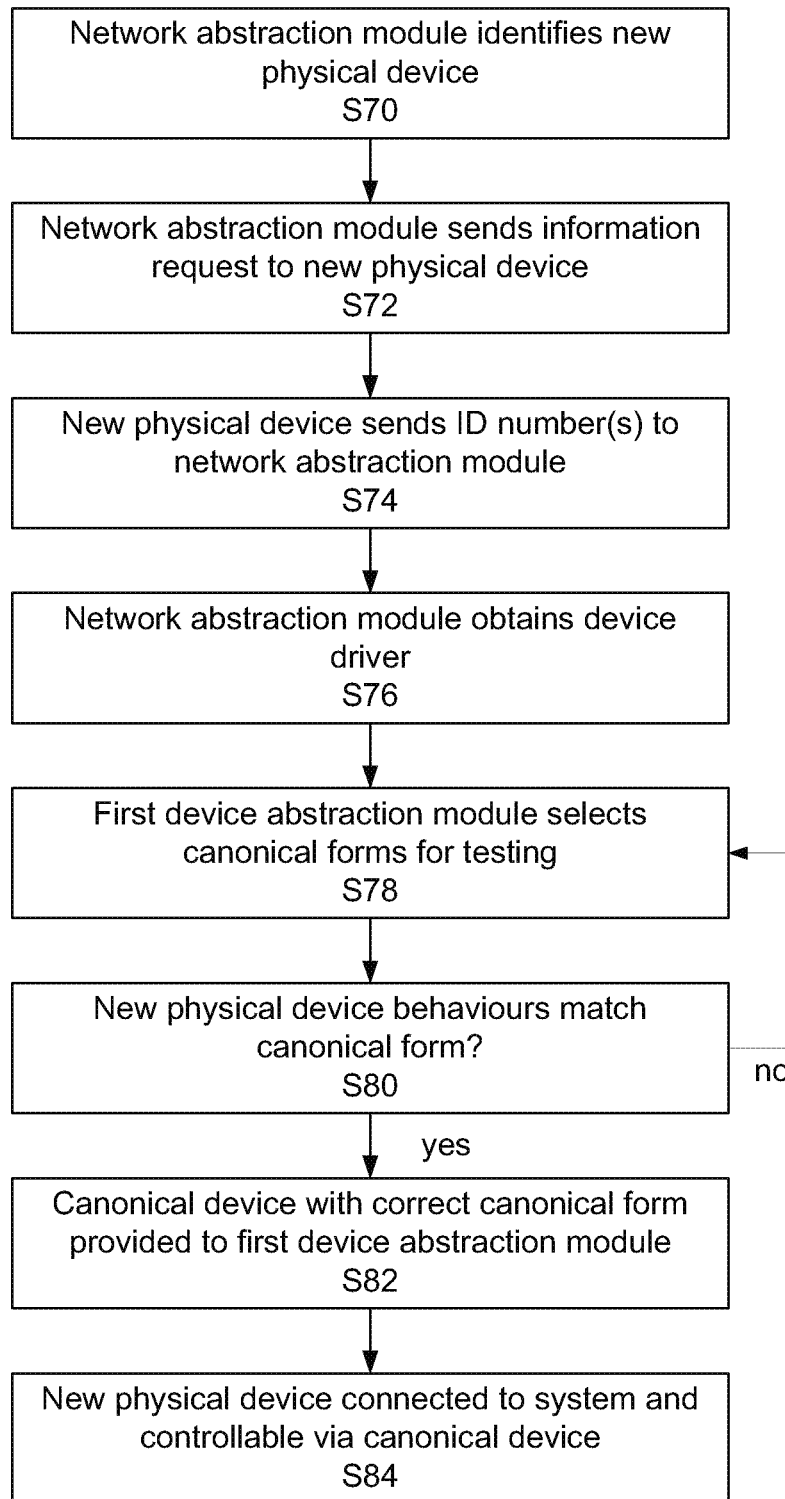 Network abstraction module identifies new
physical device
S70
Network abstraction module sends information
request to new physical device
S72
New physical device sends ID number(s) to
network abstraction module
S74
Network abstraction module obtains device
driver
S76
First device abstraction module selects
canonical forms for testing
S78
New physical device behaviours match
canonical form?
S80
no
yes
Canonical device with correct canonical form
provided to first device abstraction module
S82
New physical device connected to system and
controllable via canonical device
S84